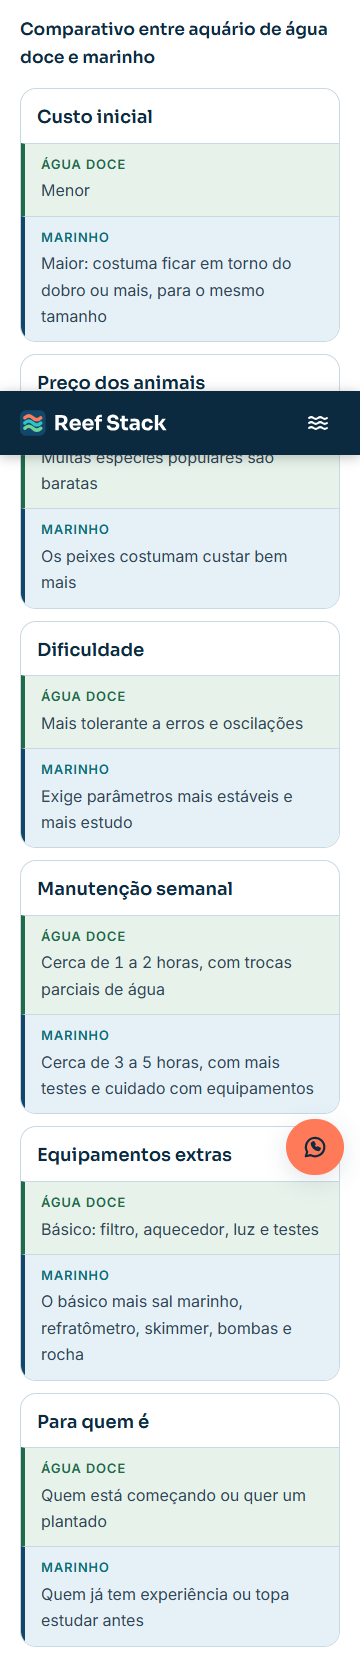 Comparativo entre aquário de água
doce e marinho
Custo inicial
ÁGUA DOCE
Menor
MARINHO
Maior: costuma ficar em torno do
dobro ou mais, para o mesmo
tamanho
Preço dos animais
Reef Stack
Muitas espécies populares são
baratas
MARINHO
Os peixes costumam custar bem
mais
Dificuldade
ÁGUA DOCE
Mais tolerante a erros e oscilações
MARINHO
Exige parâmetros mais estáveis e
mais estudo
Manutenção semanal
ÁGUA DOCE
Cerca de 1 a 2 horas, com trocas
parciais de água
MARINHO
Cerca de 3 a 5 horas, com mais
testes e cuidado com equipamentos
Equipamentos extras
ÁGUA DOCE
Básico: filtro, aquecedor, luz e testes
MARINHO
O básico mais sal marinho,
refratômetro, skimmer, bombas e
rocha
Para quem é
ÁGUA DOCE
Quem está começando ou quer um
plantado
MARINHO
Quem já tem experiência ou topa
estudar antes